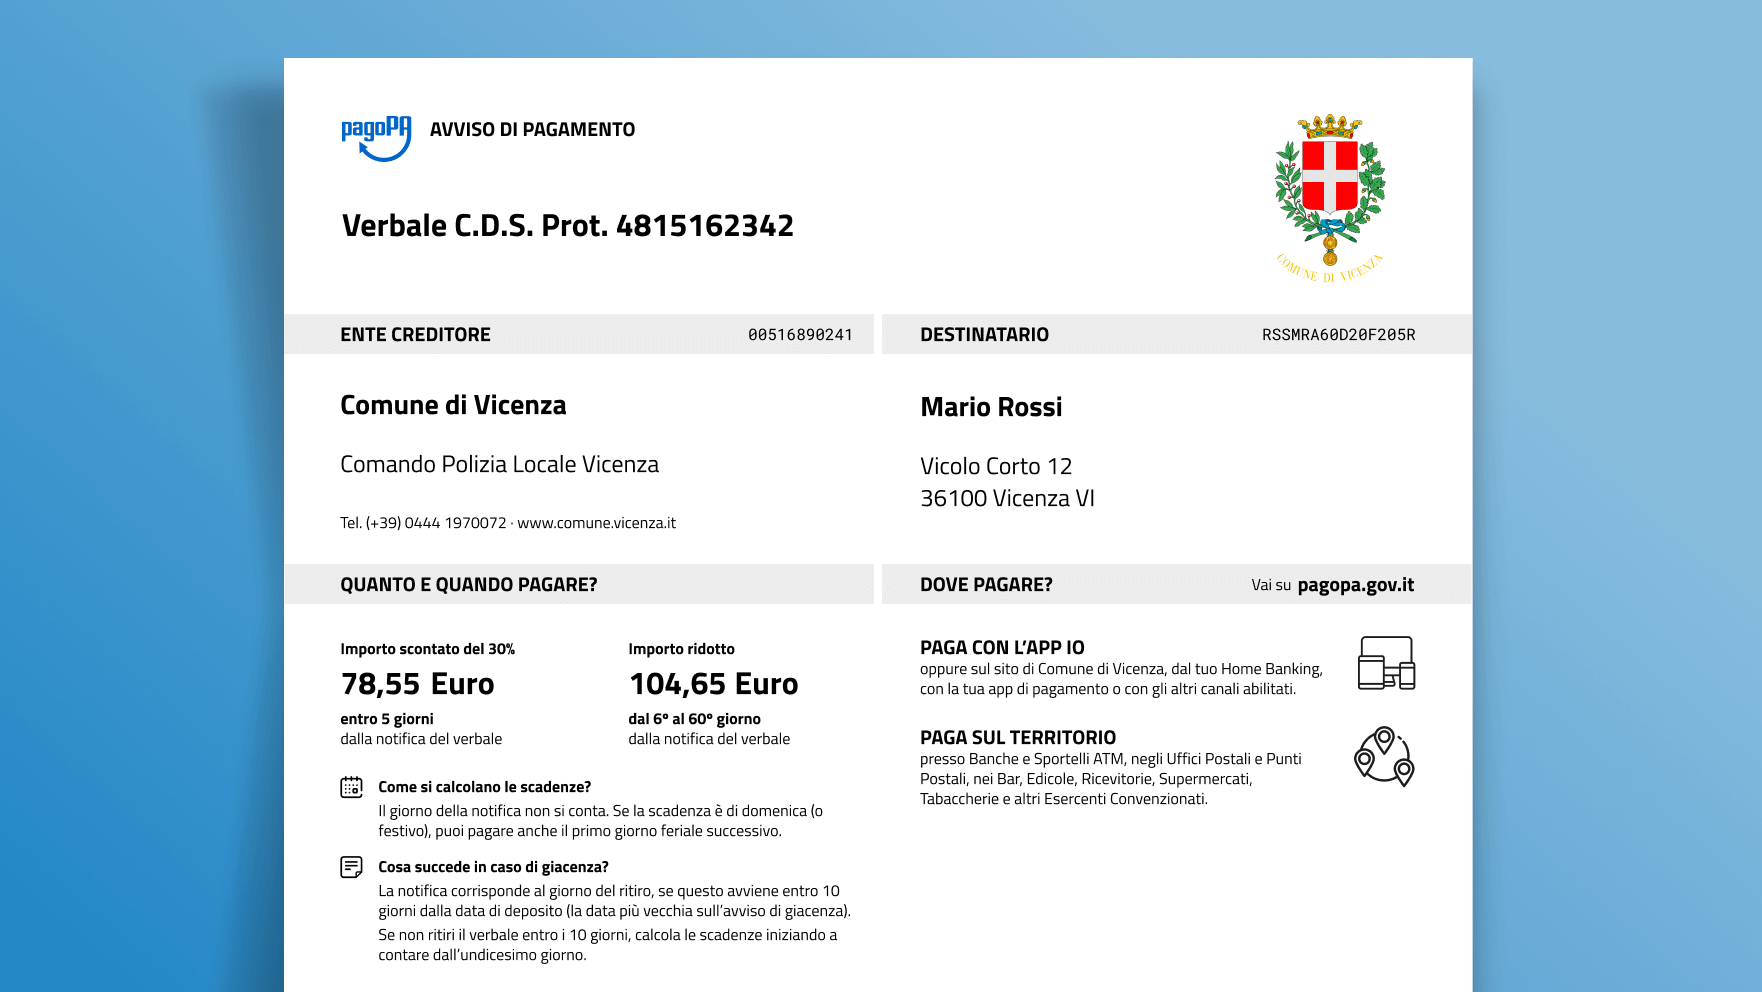 pagoPA AVVISO DI PAGAMENTO
Verbale C.D.S. Prot. 4815162342
COMUNE DI VICENZA
ENTE CREDITORE 00516890241
Comune di Vicenza
Comando Polizia Locale Vicenza
Tel. (+39) 0444 1970072 · www.comune.vicenza.it
DESTINATARIO RSSMRA60D20F205R
Mario Rossi
Vicolo Corto 12
36100 Vicenza VI
QUANTO E QUANDO PAGARE?
Importo scontato del 30%
78,55 Euro
entro 5 giorni
dalla notifica del verbale
Importo ridotto
104,65 Euro
dal 6° al 60° giorno
dalla notifica del verbale
Come si calcolano le scadenze?
Il giorno della notifica non si conta. Se la scadenza è di domenica (o
festivo), puoi pagare anche il primo giorno feriale successivo.
Cosa succede in caso di giacenza?
La notifica corrisponde al giorno del ritiro, se questo avviene entro 10
giorni dalla data di deposito (la data più vecchia sull'avviso di giacenza).
Se non ritiri il verbale entro i 10 giorni, calcola le scadenze iniziando a
contare dall'undicesimo giorno.
DOVE PAGARE? Vai su pagopa.gov.it
PAGA CON L'APP IO
oppure sul sito di Comune di Vicenza, dal tuo Home Banking,
con la tua app di pagamento o con gli altri canali abilitati.
PAGA SUL TERRITORIO
presso Banche e Sportelli ATM, negli Uffici Postali e Punti
Postali, nei Bar, Edicole, Ricevitorie, Supermercati,
Tabaccherie e altri Esercenti Convenzionati.